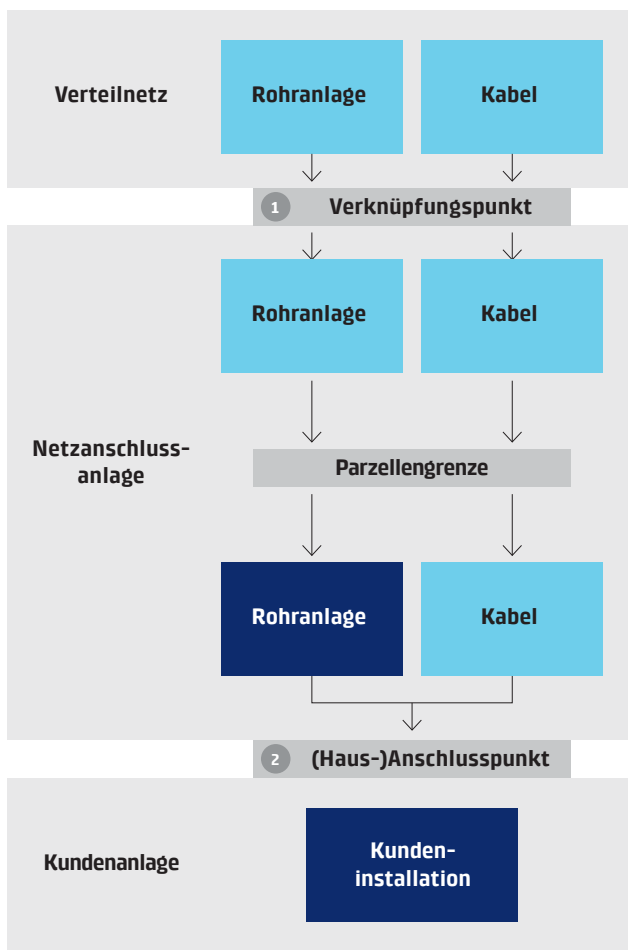 Verteilnetz
Rohranlage
Kabel
1 Verknüpfungspunkt
Rohranlage
Kabel
Netzanschluss-
anlage
Parzellengrenze
Rohranlage
Kabel
2 (Haus-)Anschlusspunkt
Kundenanlage
Kunden-
installation